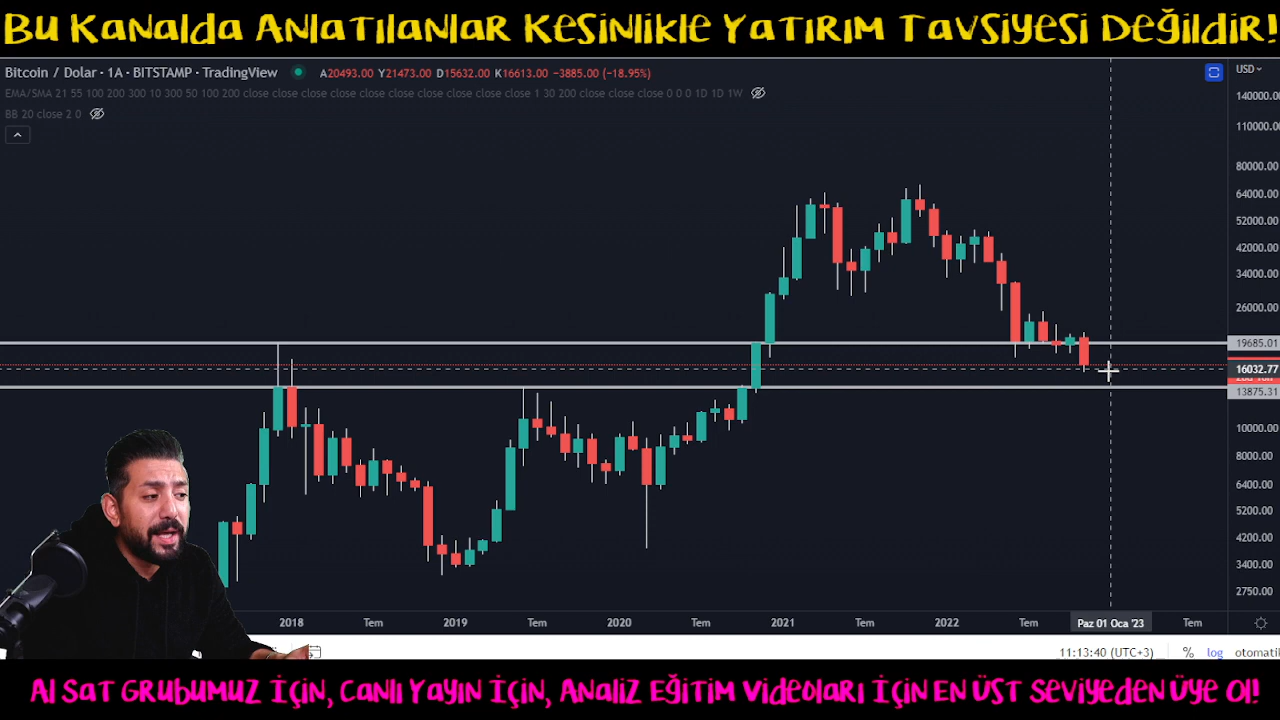 Bu Kanalda Anlatılanlar Kesinlikle Yatırım Tavsiyesi Değildir!
Bitcoin / Dolar · 1A · BITSTAMP · TradingView A20493.00 Y21473.00 D15632.00 K16613.00 −3885.00 (−18.95%)
USD
EMA/SMA 21 55 100 200 300 10 300 50 100 200 close close close close close close close close close close 1 30 200 close close close 0 0 0 1D 1D 1W
BB 20 close 2 0
140000.00
110000.00
80000.00
64000.00
52000.00
42000.00
34000.00
26000.00
19685.01
16032.77
13875.31
10000.00
8000.00
6400.00
5200.00
4200.00
3400.00
2750.00
2018 Tem 2019 Tem 2020 Tem 2021 Tem 2022 Tem Paz 01 Oca '23 Tem
11:13:40 (UTC+3) % log otomatik
Al Sat Grubumuz İçin, Canlı Yayın İçin, Analiz Eğitim Videoları İçin En Üst Seviyeden Üye Ol!